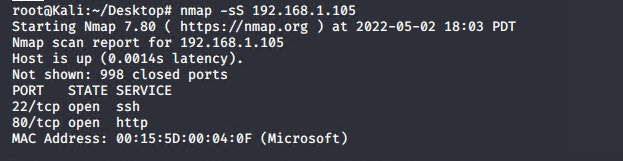 root@Kali:~/Desktop# nmap -sS 192.168.1.105
Starting Nmap 7.80 ( https://nmap.org ) at 2022-05-02 18:03 PDT
Nmap scan report for 192.168.1.105
Host is up (0.0014s latency).
Not shown: 998 closed ports
PORT   STATE SERVICE
22/tcp open  ssh
80/tcp open  http
MAC Address: 00:15:5D:00:04:0F (Microsoft)